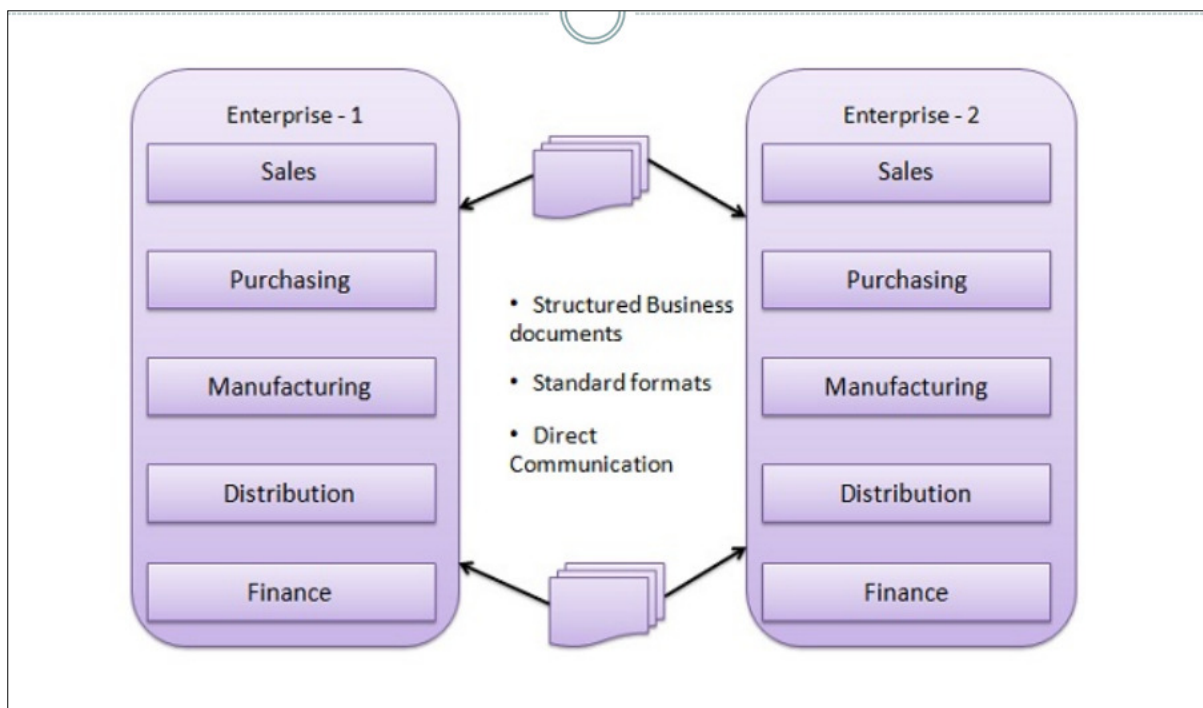 Enterprise - 1
Sales
Purchasing
Manufacturing
Distribution
Finance
• Structured Business
documents
• Standard formats
• Direct
Communication
Enterprise - 2
Sales
Purchasing
Manufacturing
Distribution
Finance